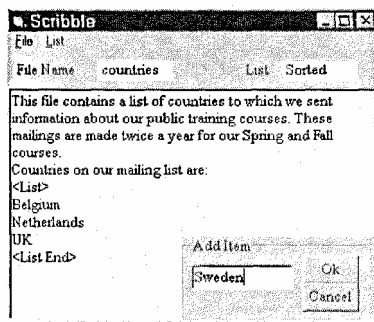 Scribble
File List
File Name countries List Sorted
This file contains a list of countries to which we sent
information about our public training courses. These
mailings are made twice a year for our Spring and Fall
courses.
Countries on our mailing list are:
<List>
Belgium
Netherlands
UK
<List End>
Add Item
Sweden
Ok
Cancel